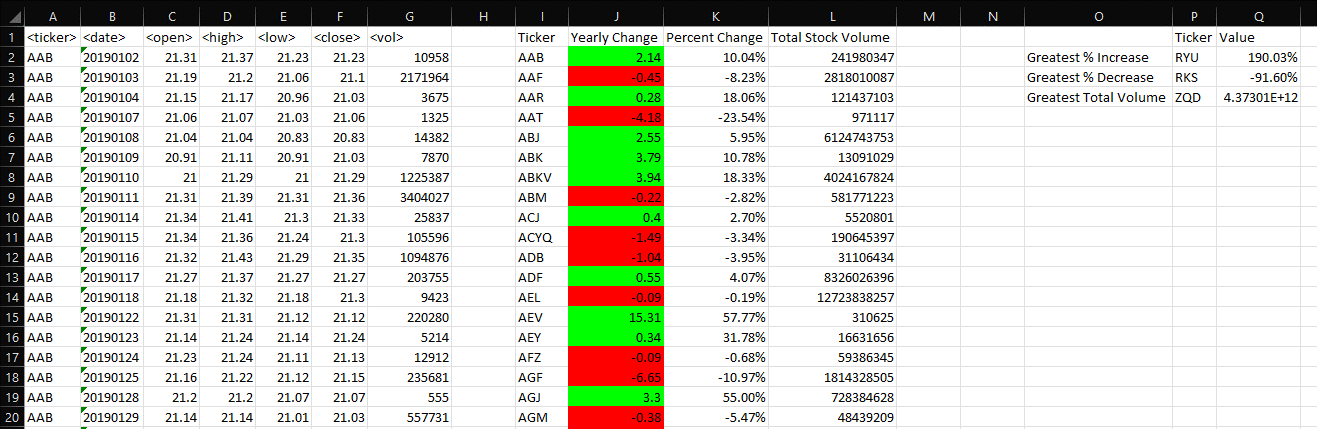 A B C D E F G H I J K L M N O P Q
1 <ticker> <date> <open> <high> <low> <close> <vol> Ticker Yearly Change Percent Change Total Stock Volume Ticker Value
2 AAB 20190102 21.31 21.37 21.23 21.23 10958 AAB 2.14 10.04% 241980347 Greatest % Increase RYU 190.03%
3 AAB 20190103 21.19 21.2 21.06 21.1 2171964 AAF -0.45 -8.23% 2818010087 Greatest % Decrease RKS -91.60%
4 AAB 20190104 21.15 21.17 20.96 21.03 3675 AAR 0.28 18.06% 121437103 Greatest Total Volume ZQD 4.37301E+12
5 AAB 20190107 21.06 21.07 21.03 21.06 1325 AAT -4.18 -23.54% 971117
6 AAB 20190108 21.04 21.04 20.83 20.83 14382 ABJ 2.55 5.95% 6124743753
7 AAB 20190109 20.91 21.11 20.91 21.03 7870 ABK 3.79 10.78% 13091029
8 AAB 20190110 21 21.29 21 21.29 1225387 ABKV 3.94 18.33% 4024167824
9 AAB 20190111 21.31 21.39 21.31 21.36 3404027 ABM -0.22 -2.82% 581771223
10 AAB 20190114 21.34 21.41 21.3 21.33 25837 ACJ 0.4 2.70% 5520801
11 AAB 20190115 21.34 21.36 21.24 21.3 105596 ACYQ -1.49 -3.34% 190645397
12 AAB 20190116 21.32 21.43 21.29 21.35 1094876 ADB -1.04 -3.95% 31106434
13 AAB 20190117 21.27 21.37 21.27 21.27 203755 ADF 0.55 4.07% 8326026396
14 AAB 20190118 21.18 21.32 21.18 21.3 9423 AEL -0.09 -0.19% 12723838257
15 AAB 20190122 21.31 21.31 21.12 21.12 220280 AEV 15.31 57.77% 310625
16 AAB 20190123 21.14 21.24 21.14 21.24 5214 AEY 0.34 31.78% 16631656
17 AAB 20190124 21.23 21.24 21.11 21.13 12912 AFZ -0.09 -0.68% 59386345
18 AAB 20190125 21.16 21.22 21.12 21.15 235681 AGF -6.65 -10.97% 1814328505
19 AAB 20190128 21.2 21.2 21.07 21.07 555 AGJ 3.3 55.00% 728384628
20 AAB 20190129 21.14 21.14 21.01 21.03 557731 AGM -0.38 -5.47% 48439209